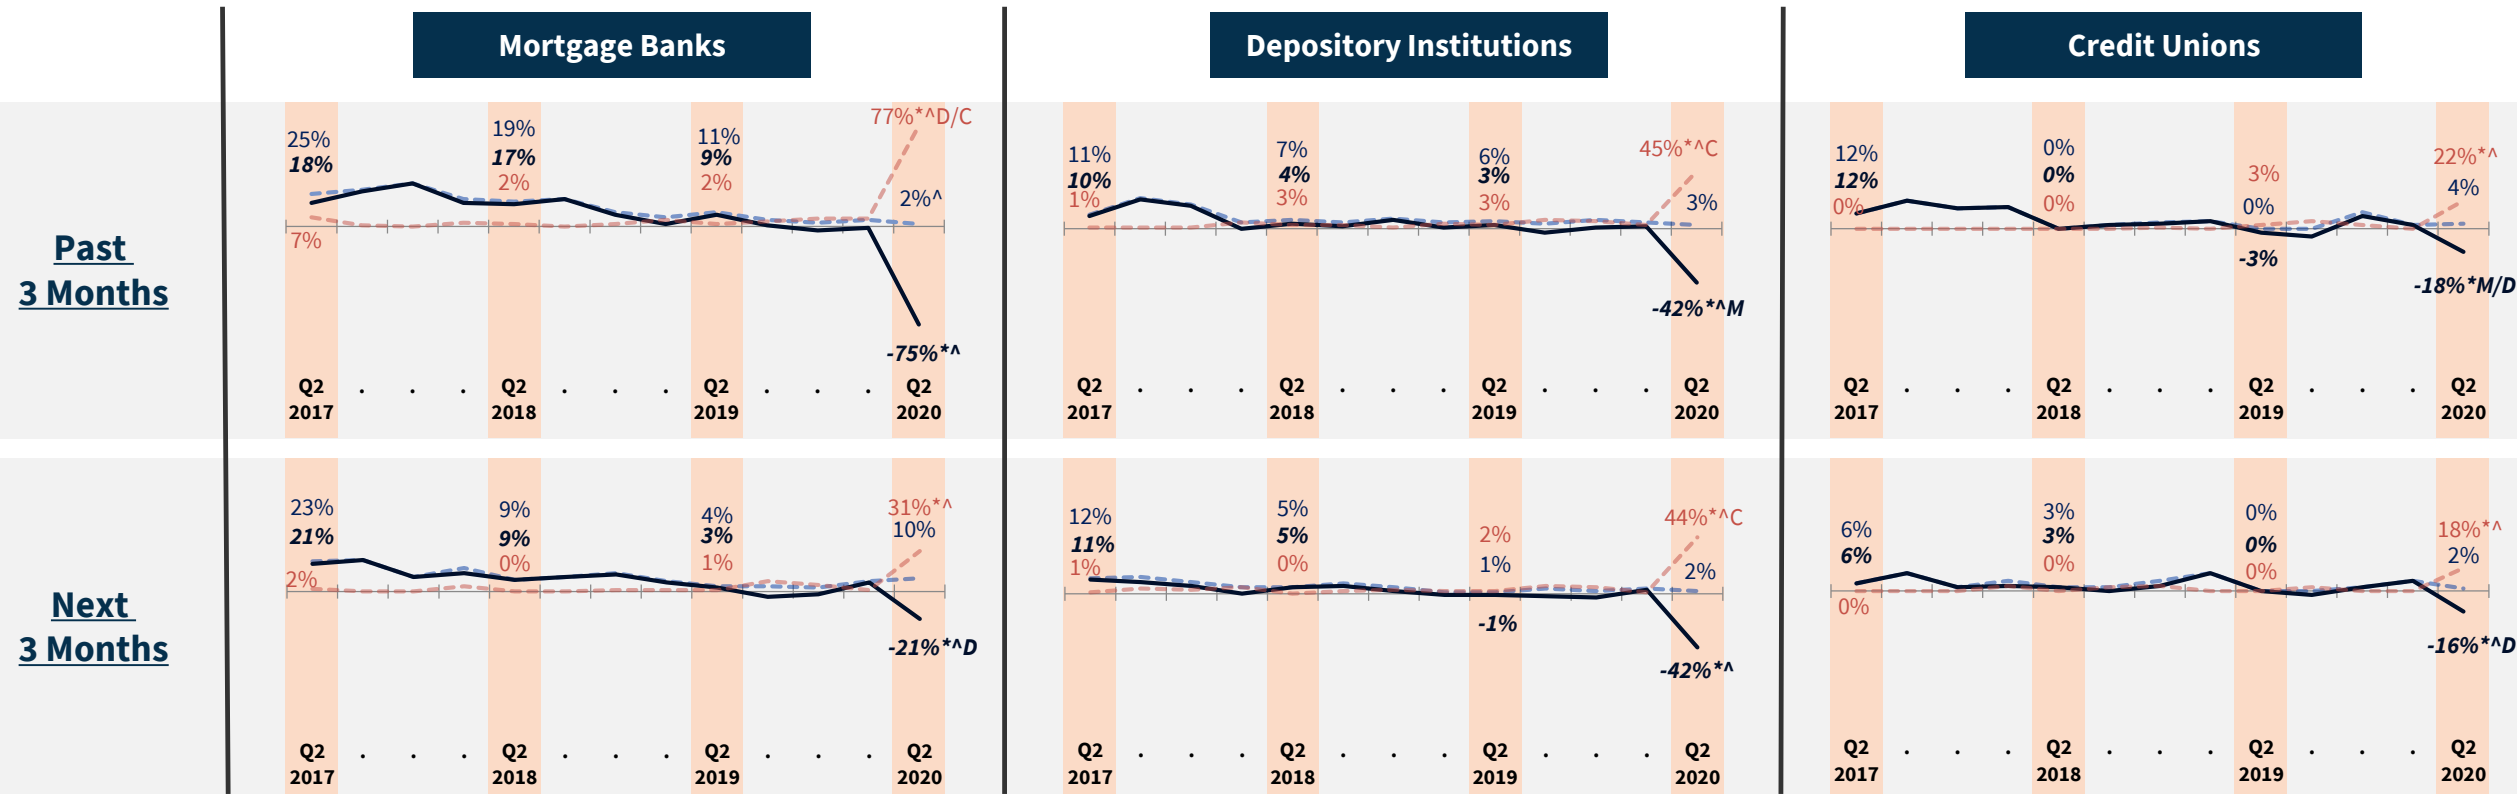 Mortgage Banks
Depository Institutions
Credit Unions
Past
3 Months
25%
18%
7%
19%
17%
2%
11%
9%
2%
77%*^D/C
2%^
-75%*^
Q2 . . . Q2 . . . Q2 . . . Q2
2017 2018 2019 2020
11%
10%
1%
7%
4%
3%
6%
3%
3%
45%*^C
3%
-42%*^M
Q2 . . . Q2 . . . Q2 . . . Q2
2017 2018 2019 2020
12%
12%
0%
0%
0%
0%
3%
0%
-3%
22%*^
4%
-18%*M/D
Q2 . . . Q2 . . . Q2 . . . Q2
2017 2018 2019 2020
Next
3 Months
23%
21%
2%
9%
9%
0%
4%
3%
1%
31%*^
10%
-21%*^D
Q2 . . . Q2 . . . Q2 . . . Q2
2017 2018 2019 2020
12%
11%
1%
5%
5%
0%
2%
1%
-1%
44%*^C
2%
-42%*^
Q2 . . . Q2 . . . Q2 . . . Q2
2017 2018 2019 2020
6%
6%
0%
3%
3%
0%
0%
0%
0%
18%*^
2%
-16%*^D
Q2 . . . Q2 . . . Q2 . . . Q2
2017 2018 2019 2020